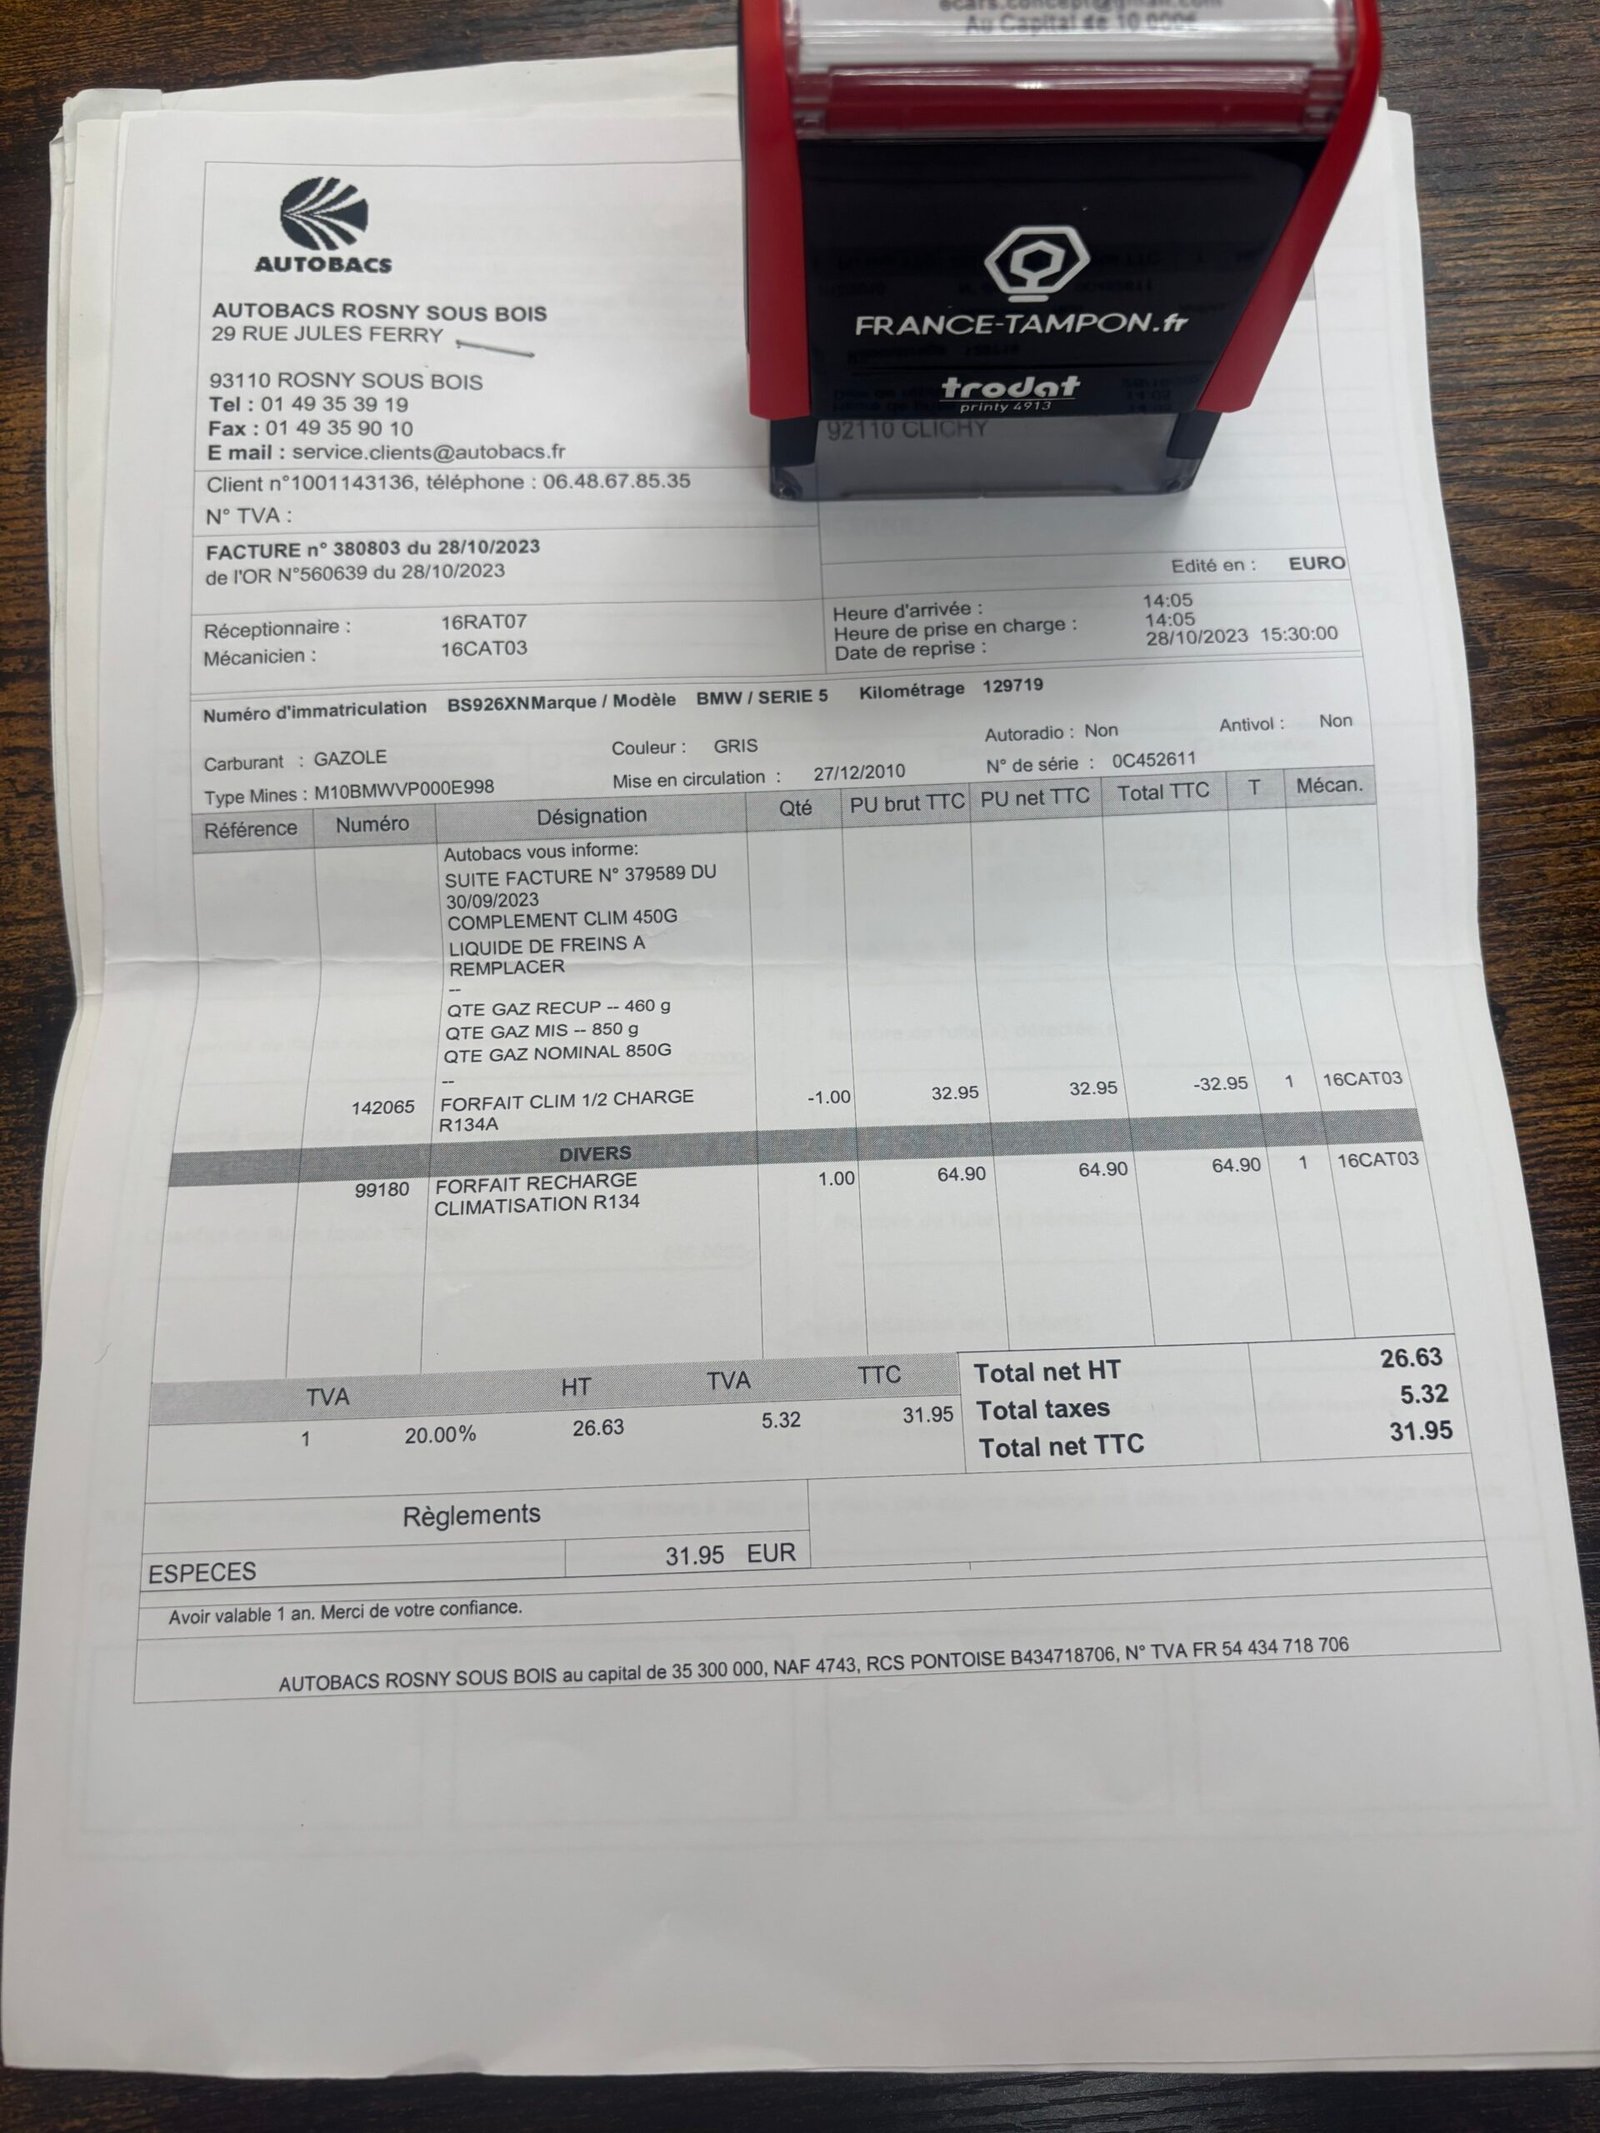 Au Capital de 10 000€
FRANCE-TAMPON.fr
trodat
printy 4913
92110 CLICHY
AUTOBACS
AUTOBACS ROSNY SOUS BOIS
29 RUE JULES FERRY
93110 ROSNY SOUS BOIS
Tel : 01 49 35 39 19
Fax : 01 49 35 90 10
E mail : service.clients@autobacs.fr
Client n°1001143136, téléphone : 06.48.67.85.35
N° TVA :
FACTURE n° 380803 du 28/10/2023
de l'OR N°560639 du 28/10/2023
Edité en : EURO
Réceptionnaire : 16RAT07
Mécanicien : 16CAT03
Heure d'arrivée : 14:05
Heure de prise en charge : 14:05
Date de reprise : 28/10/2023 15:30:00
Numéro d'immatriculation BS926XNMarque / Modèle BMW / SERIE 5 Kilométrage 129719
Carburant : GAZOLE Couleur : GRIS Autoradio : Non Antivol : Non
Type Mines : M10BMWVP000E998 Mise en circulation : 27/12/2010 N° de série : 0C452611
Référence Numéro Désignation Qté PU brut TTC PU net TTC Total TTC T Mécan.
Autobacs vous informe:
SUITE FACTURE N° 379589 DU
30/09/2023
COMPLEMENT CLIM 450G
LIQUIDE DE FREINS A
REMPLACER
--
QTE GAZ RECUP -- 460 g
QTE GAZ MIS -- 850 g
QTE GAZ NOMINAL 850G
--
142065 FORFAIT CLIM 1/2 CHARGE -1.00 32.95 32.95 -32.95 1 16CAT03
R134A
DIVERS
99180 FORFAIT RECHARGE 1.00 64.90 64.90 64.90 1 16CAT03
CLIMATISATION R134
TVA HT TVA TTC
1 20.00% 26.63 5.32 31.95
Total net HT 26.63
Total taxes 5.32
Total net TTC 31.95
Règlements
ESPECES 31.95 EUR
Avoir valable 1 an. Merci de votre confiance.
AUTOBACS ROSNY SOUS BOIS au capital de 35 300 000, NAF 4743, RCS PONTOISE B434718706, N° TVA FR 54 434 718 706